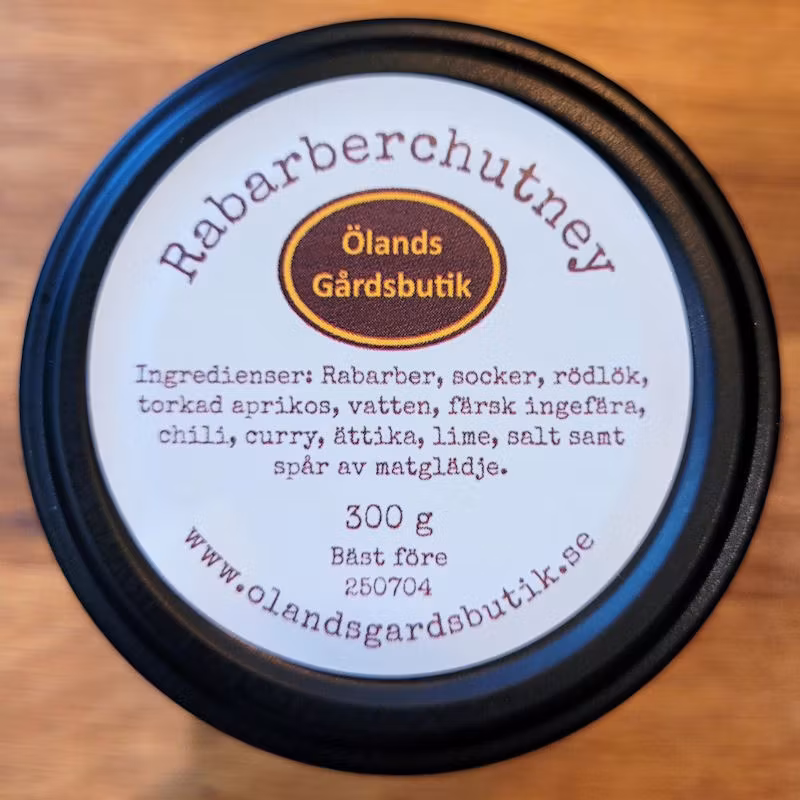 Rabarberchutney
Ölands
Gårdsbutik
Ingredienser: Rabarber, socker, rödlök,
torkad aprikos, vatten, färsk ingefära,
chili, curry, ättika, lime, salt samt
spår av matglädje.
300 g
Bäst före
250704
www.olandsgardsbutik.se